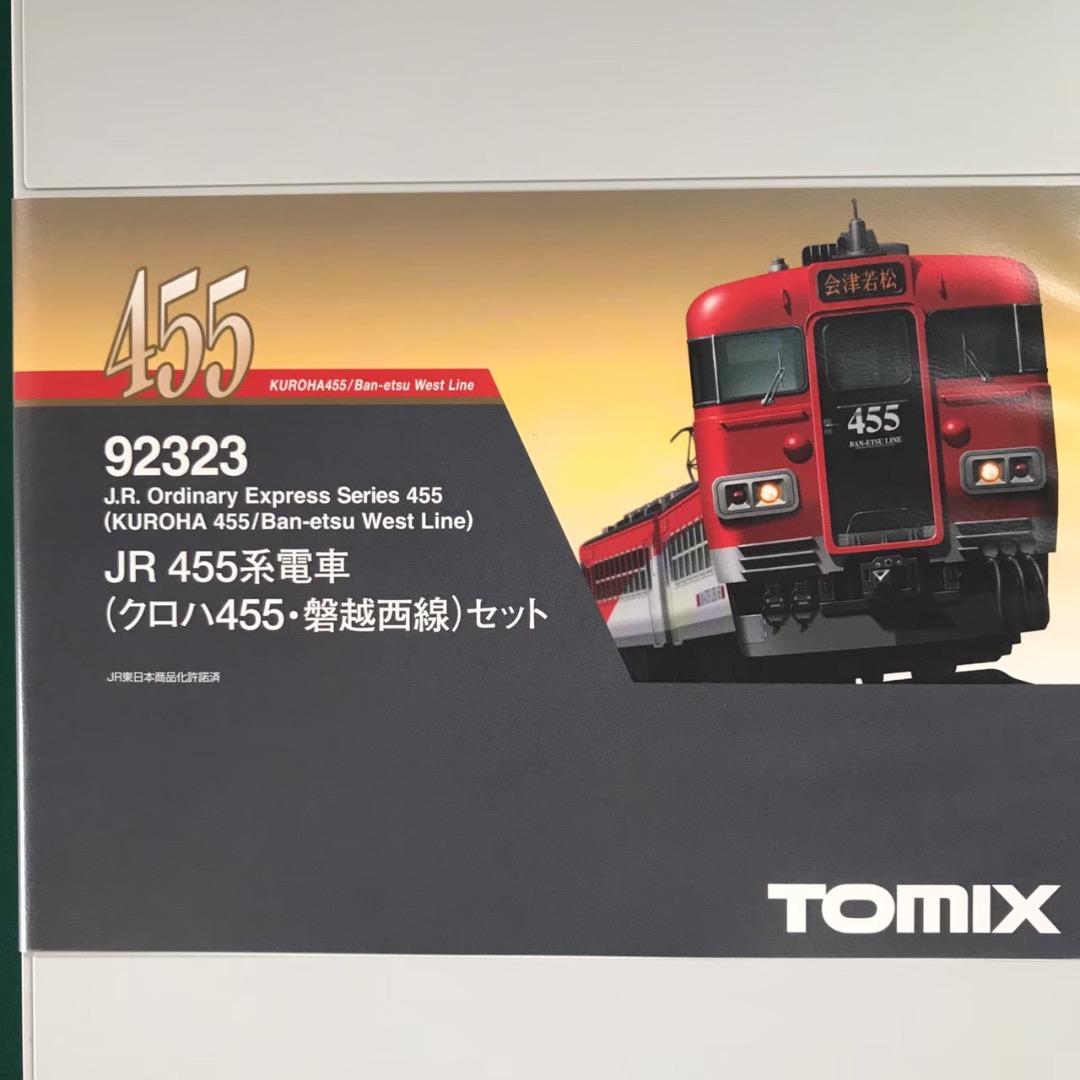 455
KUROHA455/Ban-etsu West Line
92323
J.R. Ordinary Express Series 455
(KUROHA 455/Ban-etsu West Line)
JR 455系電車
(クロハ455・磐越西線)セット
JR東日本商品化許諾済
会津若松
455
BAN-ETSU LINE
TOMIX